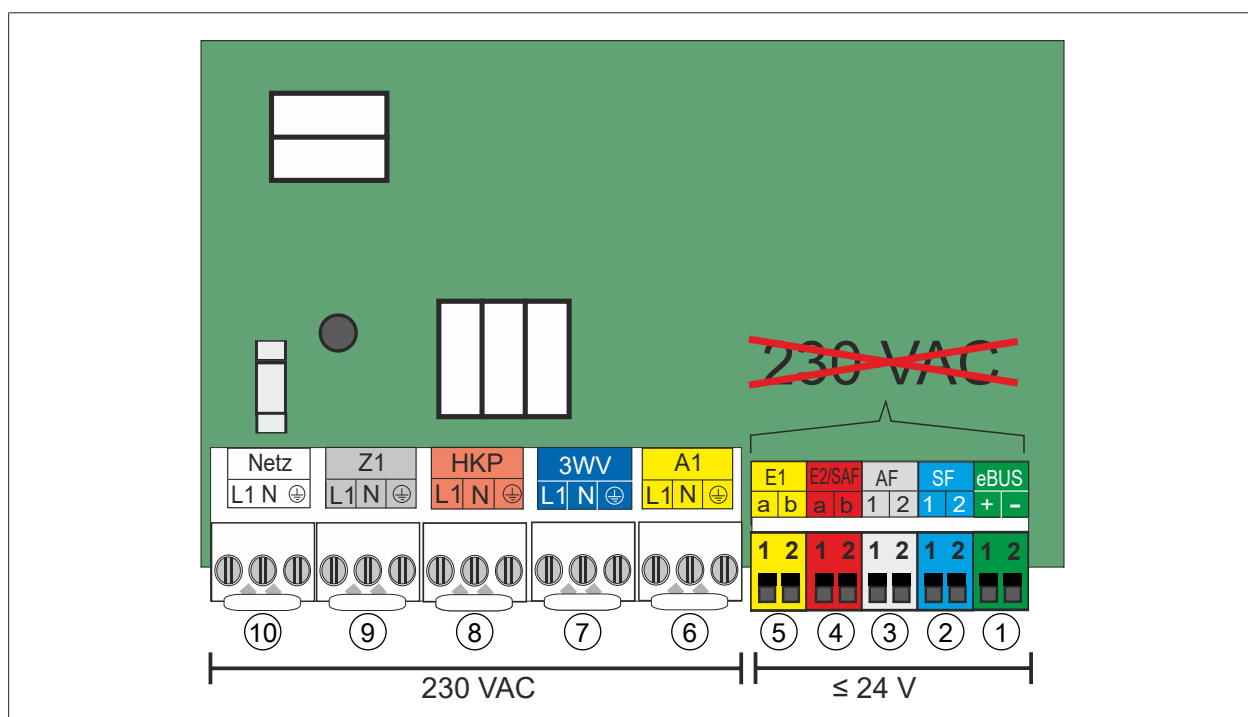 230 VAC
Netz Z1 HKP 3WV A1
L1 N ⏚ L1 N ⏚ L1 N ⏚ L1 N ⏚ L1 N ⏚
E1 E2/SAF AF SF eBUS
a b a b 1 2 1 2 + -
1 2 1 2 1 2 1 2 1 2
⑩ ⑨ ⑧ ⑦ ⑥ ⑤ ④ ③ ② ①
230 VAC ≤ 24 V